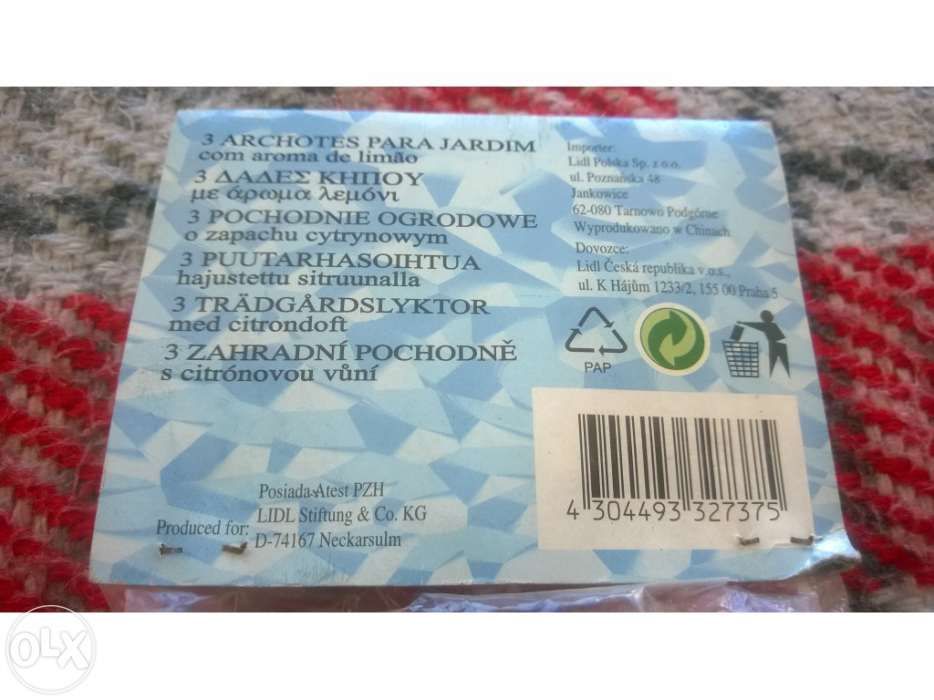 3 ARCHOTES PARA JARDIM
com aroma de limão
3 ΔΑΔΕΣ ΚΗΠΟΥ
με άρωμα λεμόνι
3 POCHODNIE OGRODOWE
o zapachu cytrynowym
3 PUUTARHASOIHTUA
hajustettu sitruunalla
3 TRÄDGÅRDSLYKTOR
med citrondoft
3 ZAHRADNÍ POCHODNĚ
s citrónovou vůní
Importer:
Lidl Polska Sp. z o.o.
ul. Poznańska 48
Jankowice
62-080 Tarnowo Podgórne
Wyprodukowano w Chinach
Dovozce:
Lidl Česká republika v.o.s.,
ul. K Hájům 1233/2, 155 00 Praha 5
PAP
4 304493 327375
Posiada Atest PZH
Produced for: LIDL Stiftung & Co. KG
D-74167 Neckarsulm
OLX